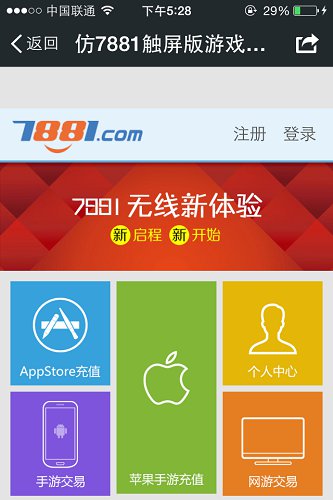 中国联通 下午5:28 29%
返回 仿7881触屏版游戏...
7881.com 注册 登录
7881 无线新体验
新启程 新开始
AppStore充值
个人中心
手游交易
苹果手游充值
网游交易